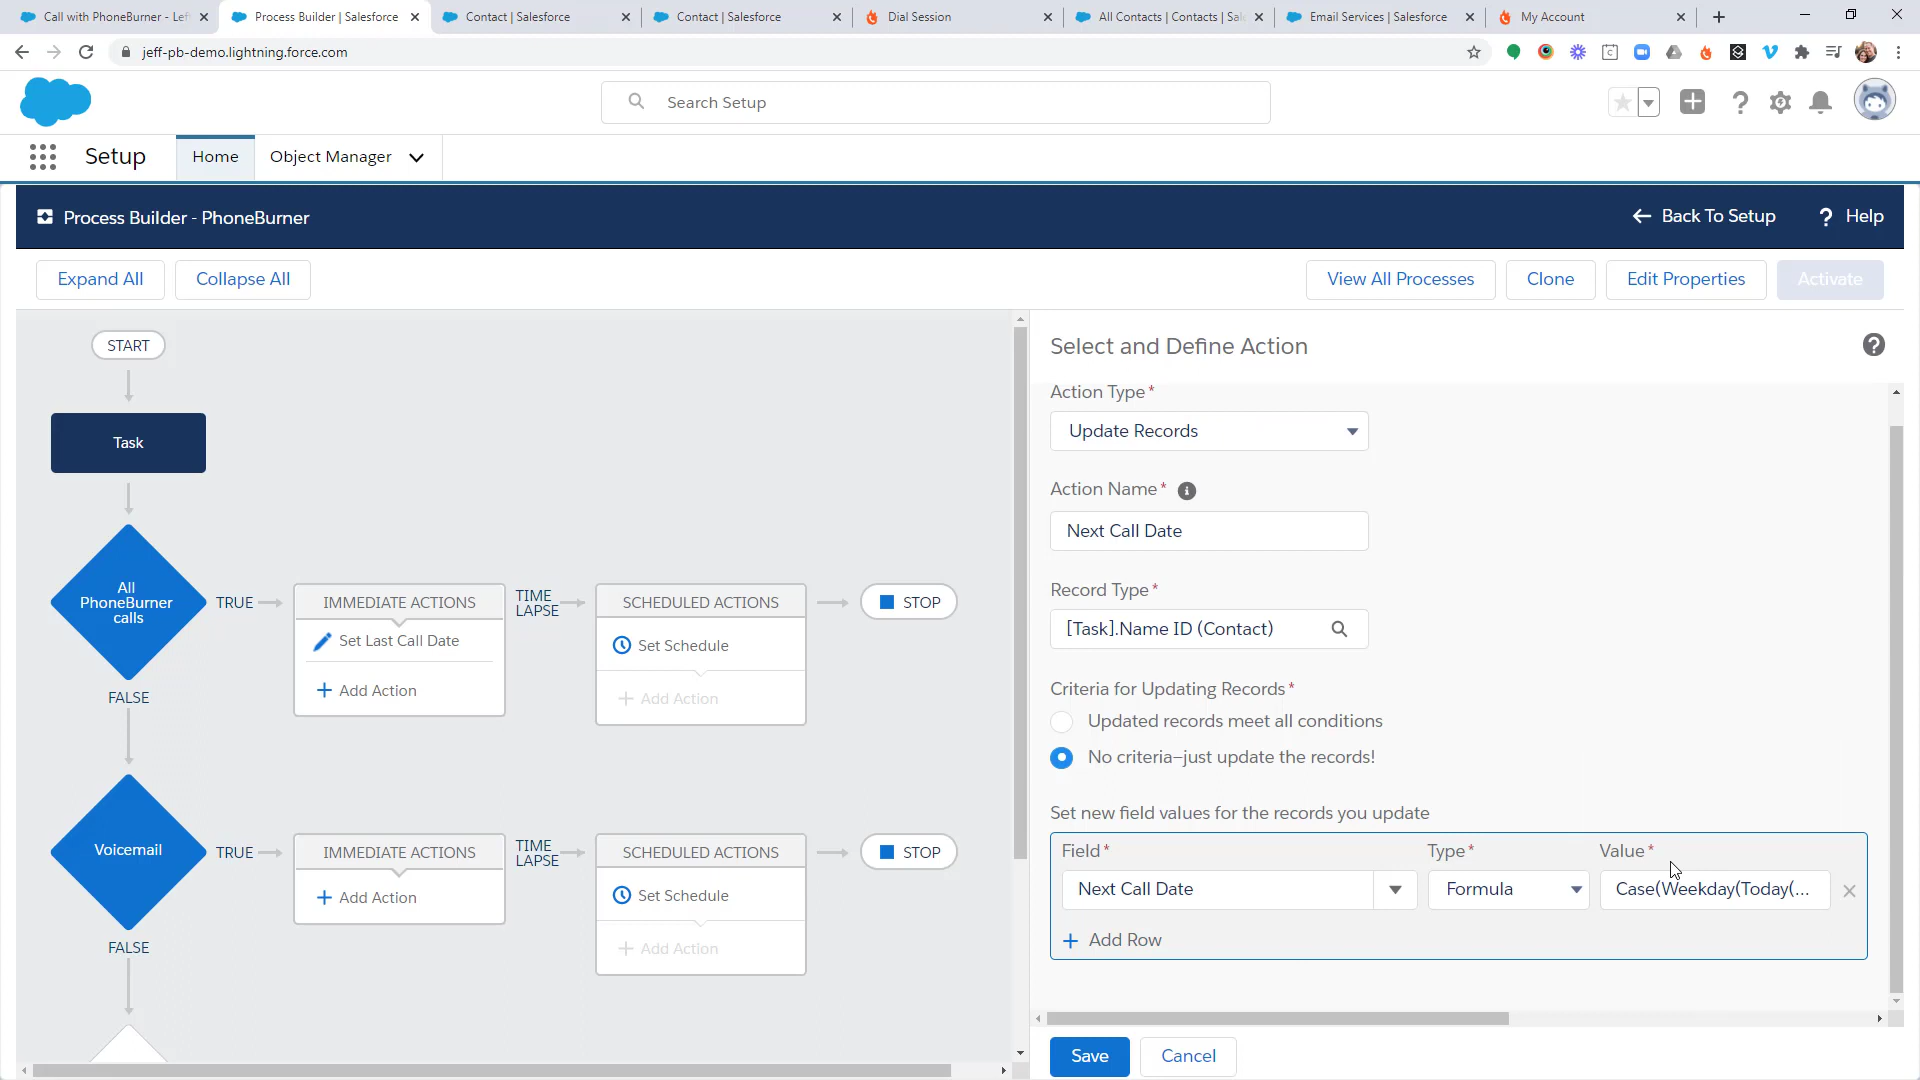 Call with PhoneBurner - Left
Process Builder | Salesforce
Contact | Salesforce
Contact | Salesforce
Dial Session
All Contacts | Contacts | Sal
Email Services | Salesforce
My Account
jeff-pb-demo.lightning.force.com
Search Setup
Setup
Home
Object Manager
Process Builder - PhoneBurner
Back To Setup
? Help
Expand All
Collapse All
View All Processes
Clone
Edit Properties
Activate
START
Task
All
PhoneBurner
calls
TRUE
IMMEDIATE ACTIONS
Set Last Call Date
+ Add Action
TIME
LAPSE
SCHEDULED ACTIONS
Set Schedule
+ Add Action
STOP
FALSE
Voicemail
TRUE
IMMEDIATE ACTIONS
+ Add Action
TIME
LAPSE
SCHEDULED ACTIONS
Set Schedule
+ Add Action
STOP
FALSE
Select and Define Action
Action Type*
Update Records
Action Name*
Next Call Date
Record Type*
[Task].Name ID (Contact)
Criteria for Updating Records*
Updated records meet all conditions
No criteria—just update the records!
Set new field values for the records you update
Field*
Type*
Value*
Next Call Date
Formula
Case(Weekday(Today(...
+ Add Row
Save
Cancel